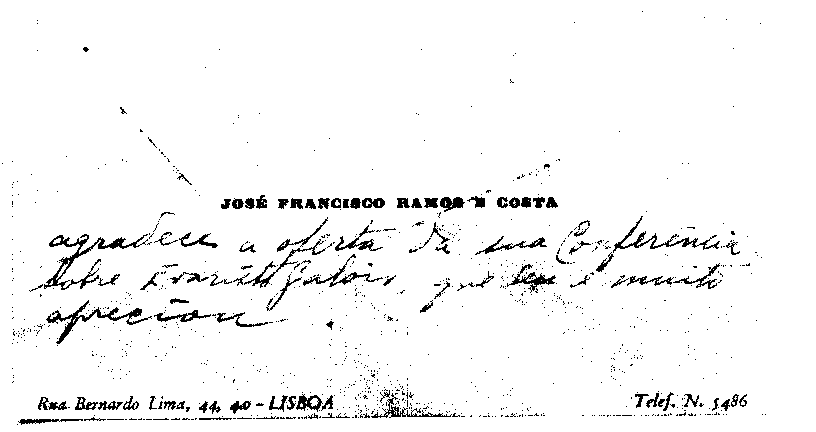 JOSÉ FRANCISCO RAMOS E COSTA
agradece a oferta da sua Conferência
sobre Evaristo Galois, que leu e muito
apreciou.
Rua Bernardo Lima, 44, 4o - LISBOA
Telef. N. 5486